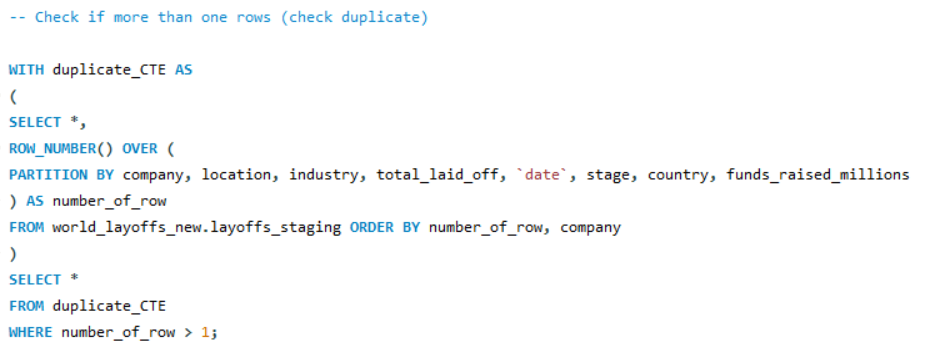 -- Check if more than one rows (check duplicate)
WITH duplicate_CTE AS
(
SELECT *,
ROW_NUMBER() OVER (
PARTITION BY company, location, industry, total_laid_off, `date`, stage, country, funds_raised_millions
) AS number_of_row
FROM world_layoffs_new.layoffs_staging ORDER BY number_of_row, company
)
SELECT *
FROM duplicate_CTE
WHERE number_of_row > 1;